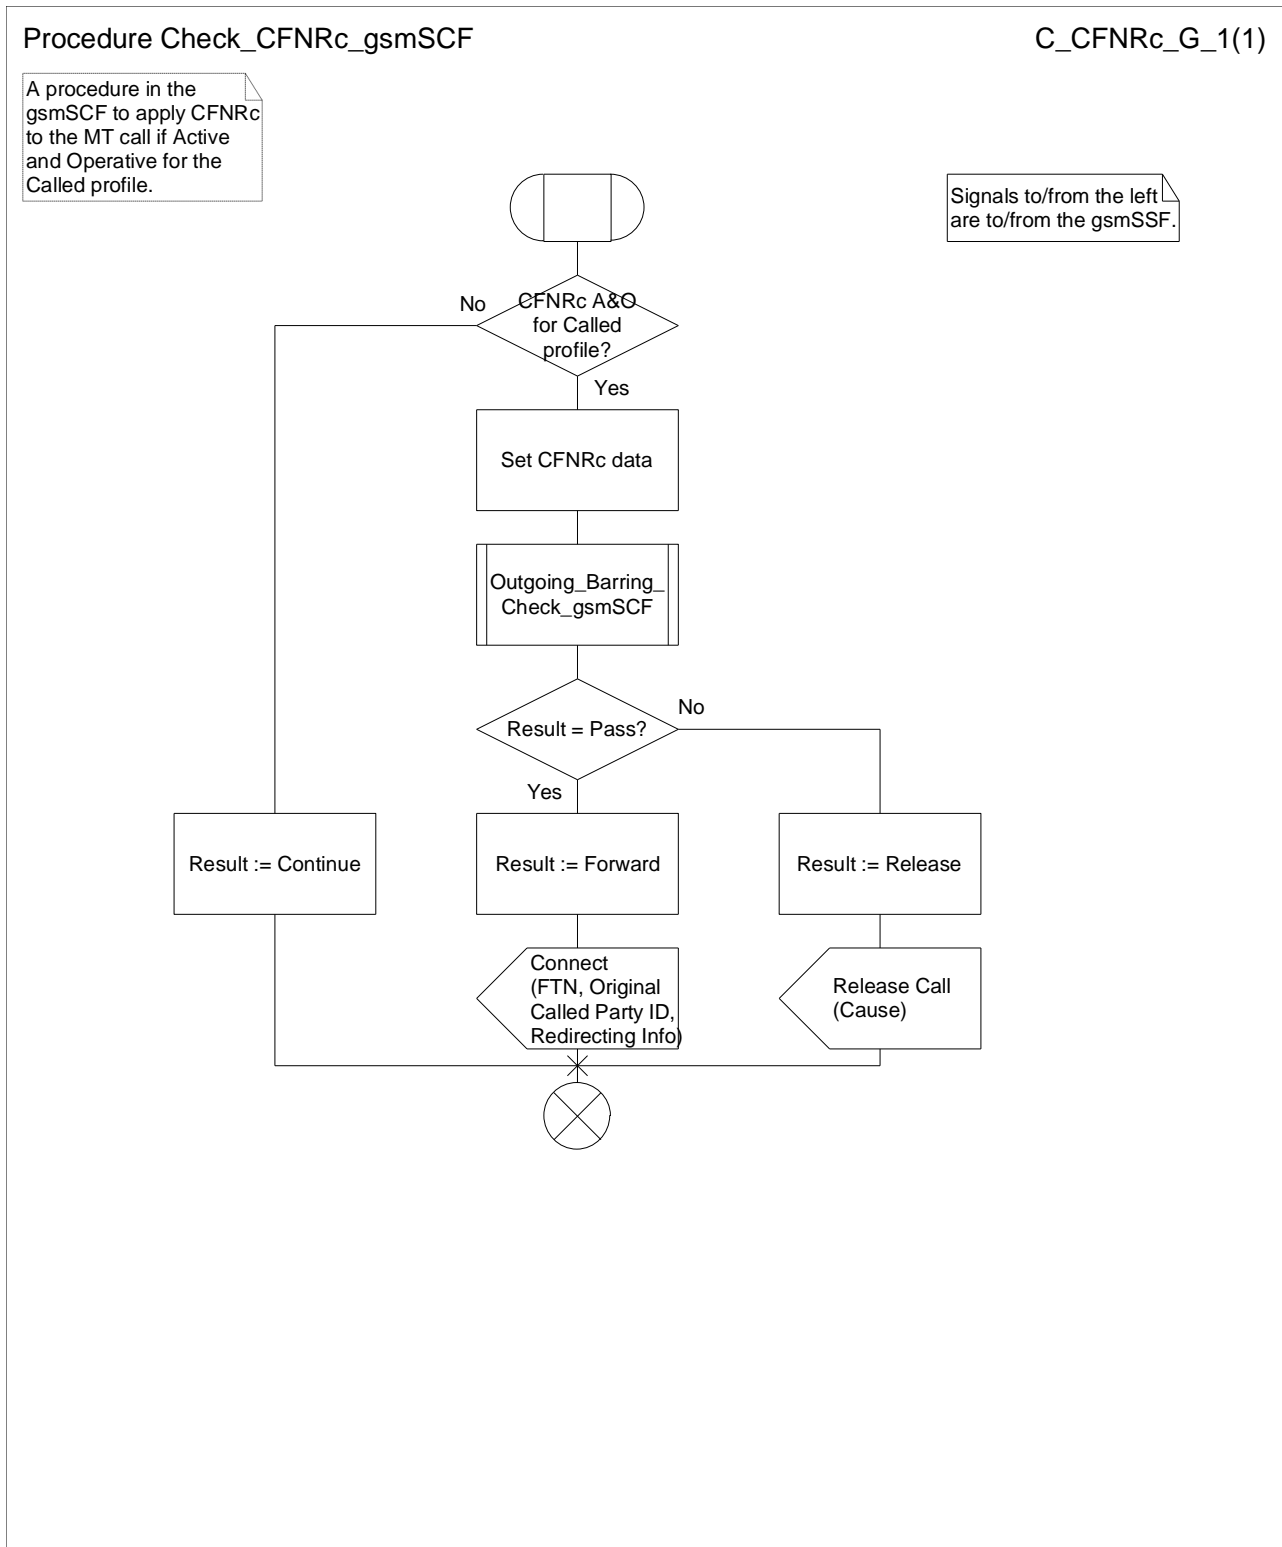 Procedure Check_CFNRc_gsmSCF
C_CFNRc_G_1(1)
A procedure in the
gsmSCF to apply CFNRc
to the MT call if Active
and Operative for the
Called profile.
Signals to/from the left
are to/from the gsmSSF.
No
CFNRc A&O
for Called
profile?
Yes
Set CFNRc data
Outgoing_Barring_
Check_gsmSCF
Result = Pass?
No
Yes
Result := Continue
Result := Forward
Result := Release
Connect
(FTN, Original
Called Party ID,
Redirecting Info)
Release Call
(Cause)